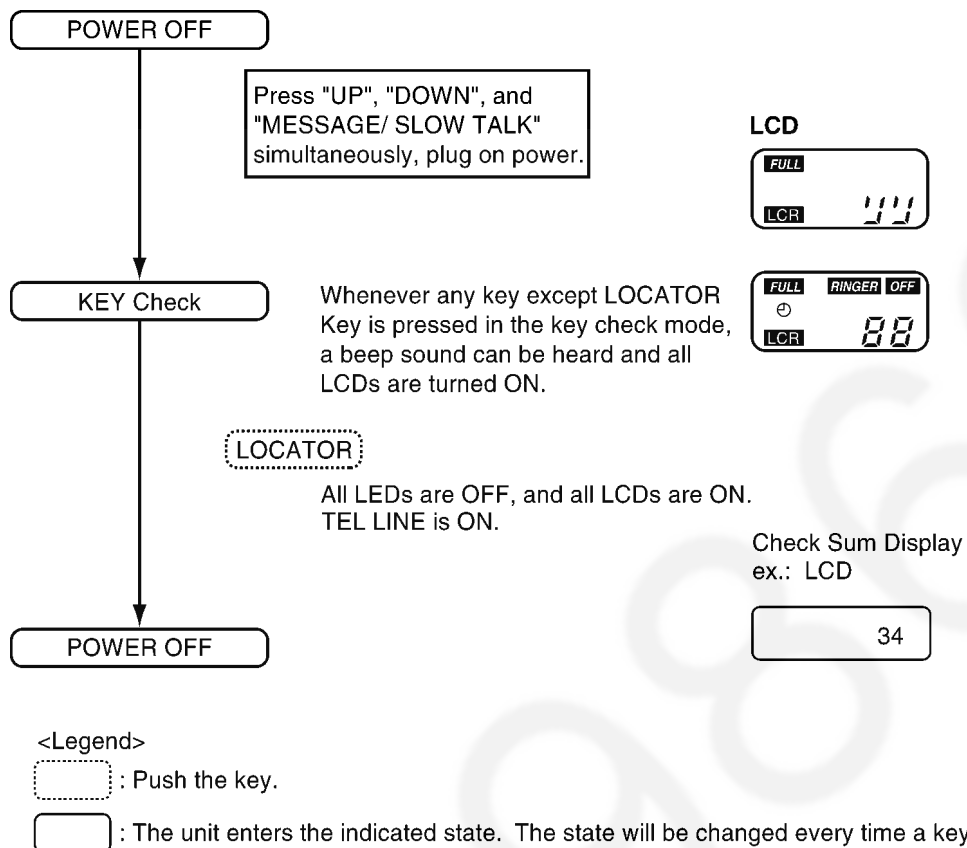 POWER OFF
Press "UP", "DOWN", and
"MESSAGE/ SLOW TALK"
simultaneously, plug on power.
LCD
FULL
LCR
KEY Check
Whenever any key except LOCATOR
Key is pressed in the key check mode,
a beep sound can be heard and all
LCDs are turned ON.
FULL RINGER OFF
LCR 88
LOCATOR
All LEDs are OFF, and all LCDs are ON.
TEL LINE is ON.
Check Sum Display
ex.: LCD
34
POWER OFF
<Legend>
: Push the key.
: The unit enters the indicated state. The state will be changed every time a key